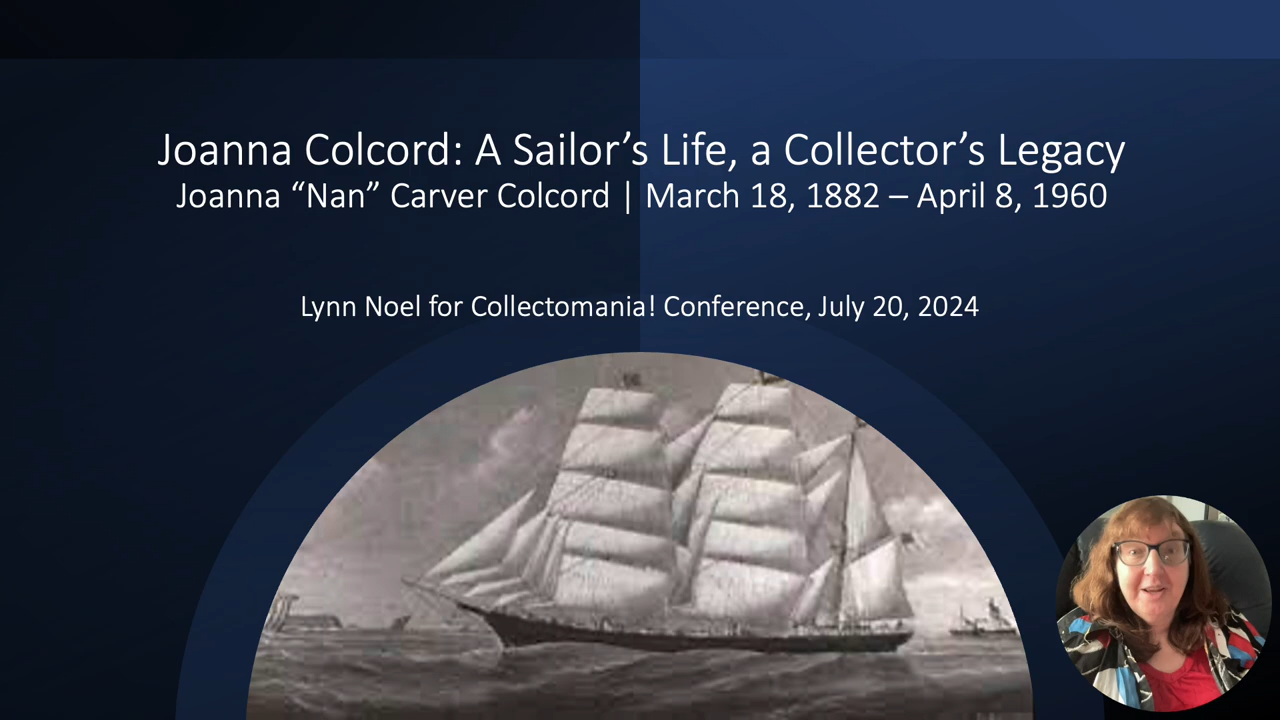 Joanna Colcord: A Sailor’s Life, a Collector’s Legacy
Joanna “Nan” Carver Colcord | March 18, 1882 – April 8, 1960
Lynn Noel for Collectomania! Conference, July 20, 2024